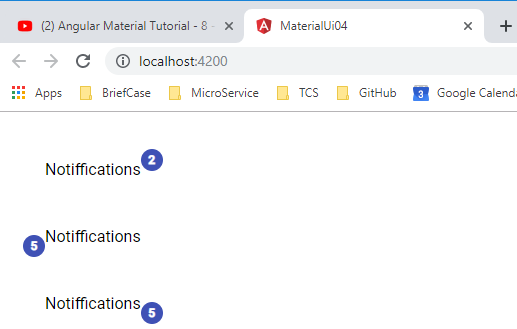 (2) Angular Material Tutorial - 8 - MaterialUi04
localhost:4200
Apps BriefCase MicroService TCS GitHub 3 Google Calenda
Notiffications 2
5 Notiffications
Notiffications 5